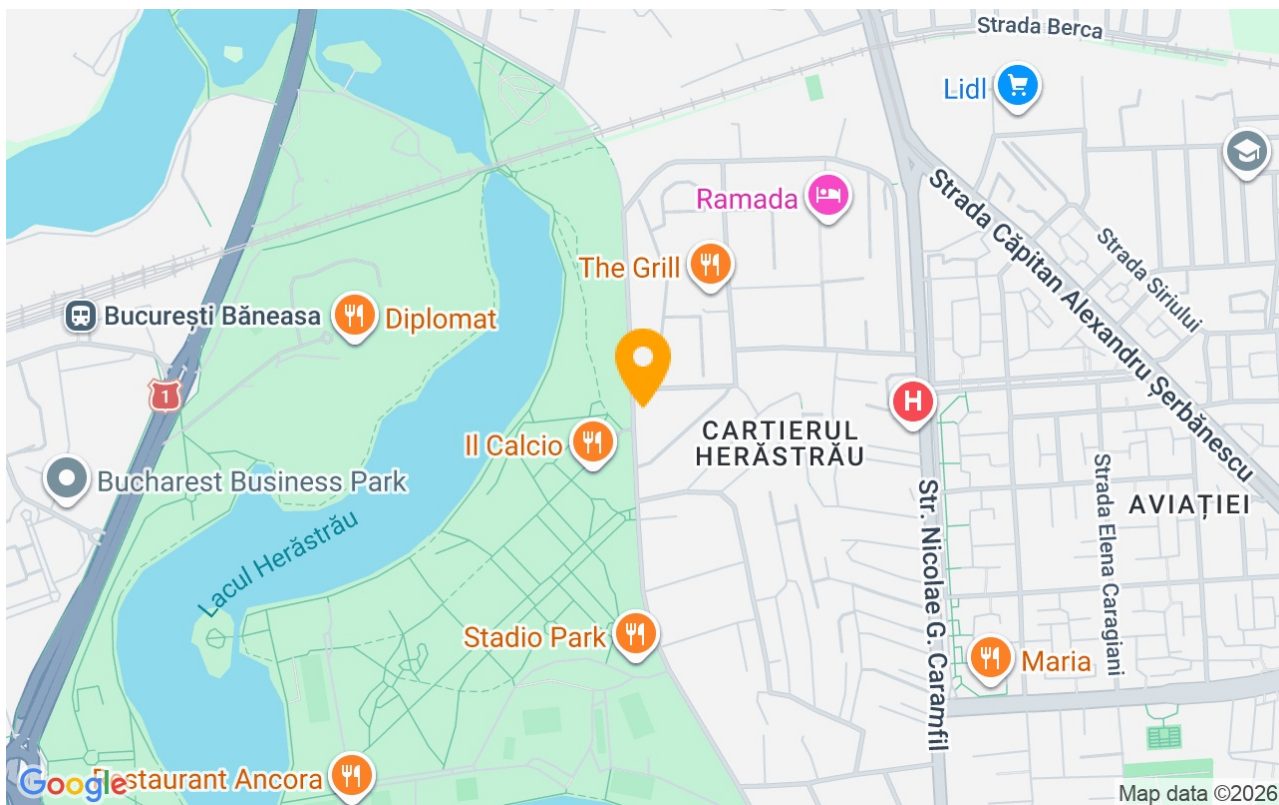 Strada Berca
Lidl
Ramada
Strada Căpitan Alexandru Șerbănescu
Strada Siriului
The Grill
București Băneasa
Diplomat
1
H
Il Calcio
CARTIERUL
HERĂSTRĂU
Bucharest Business Park
AVIAȚIEI
Lacul Herăstrău
Str. Nicolae G. Caramfil
Strada Elena Caragiani
Stadio Park
Maria
Restaurant Ancora
Google
Map data ©2026